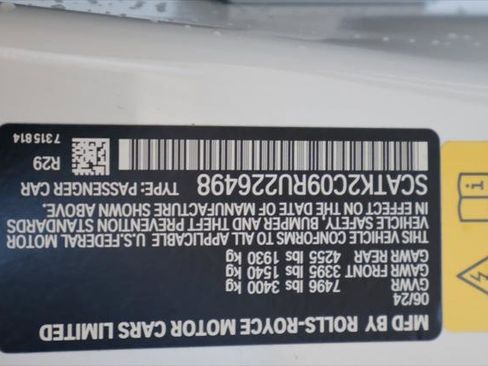 MFD BY ROLLS-ROYCE MOTOR CARS LIMITED
06/24
GVWR 7496 lbs 3400 kg
GAWR FRONT 3395 lbs 1540 kg
GAWR REAR 4255 lbs 1930 kg
THIS VEHICLE CONFORMS TO ALL APPLICABLE U.S.FEDERAL MOTOR
VEHICLE SAFETY, BUMPER AND THEFT PREVENTION STANDARDS
IN EFFECT ON THE DATE OF MANUFACTURE SHOWN ABOVE.
SCATK2C09RU226498 TYPE: PASSENGER CAR
R29
7315814